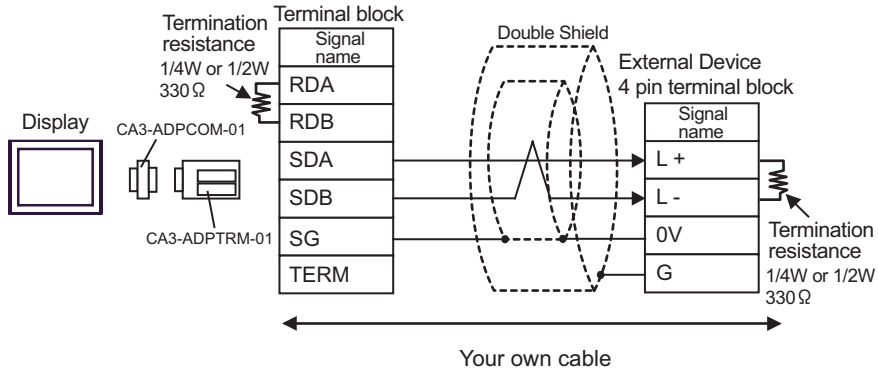 Termination
resistance
1/4W or 1/2W
330Ω
Terminal block
Signal
name
RDA
RDB
SDA
SDB
SG
TERM
Display
CA3-ADPCOM-01
CA3-ADPTRM-01
Double Shield
External Device
4 pin terminal block
Signal
name
L +
L -
0V
G
Termination
resistance
1/4W or 1/2W
330Ω
Your own cable